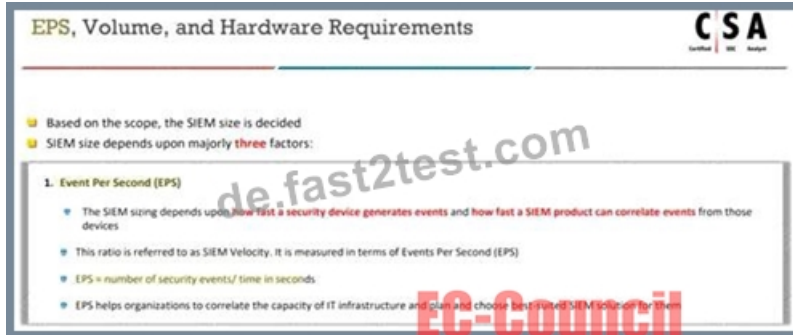 EPS, Volume, and Hardware Requirements
C S A
Certified SOC Analyst
Based on the scope, the SIEM size is decided
SIEM size depends upon majorly three factors:
de.fast2test.com
1. Event Per Second (EPS)
The SIEM sizing depends upon how fast a security device generates events and how fast a SIEM product can correlate events from those
devices
This ratio is referred to as SIEM Velocity. It is measured in terms of Events Per Second (EPS)
EPS = number of security events/ time in seconds
EPS helps organizations to correlate the capacity of IT infrastructure and plan and choose best-suited SIEM solution for them
EC-Council